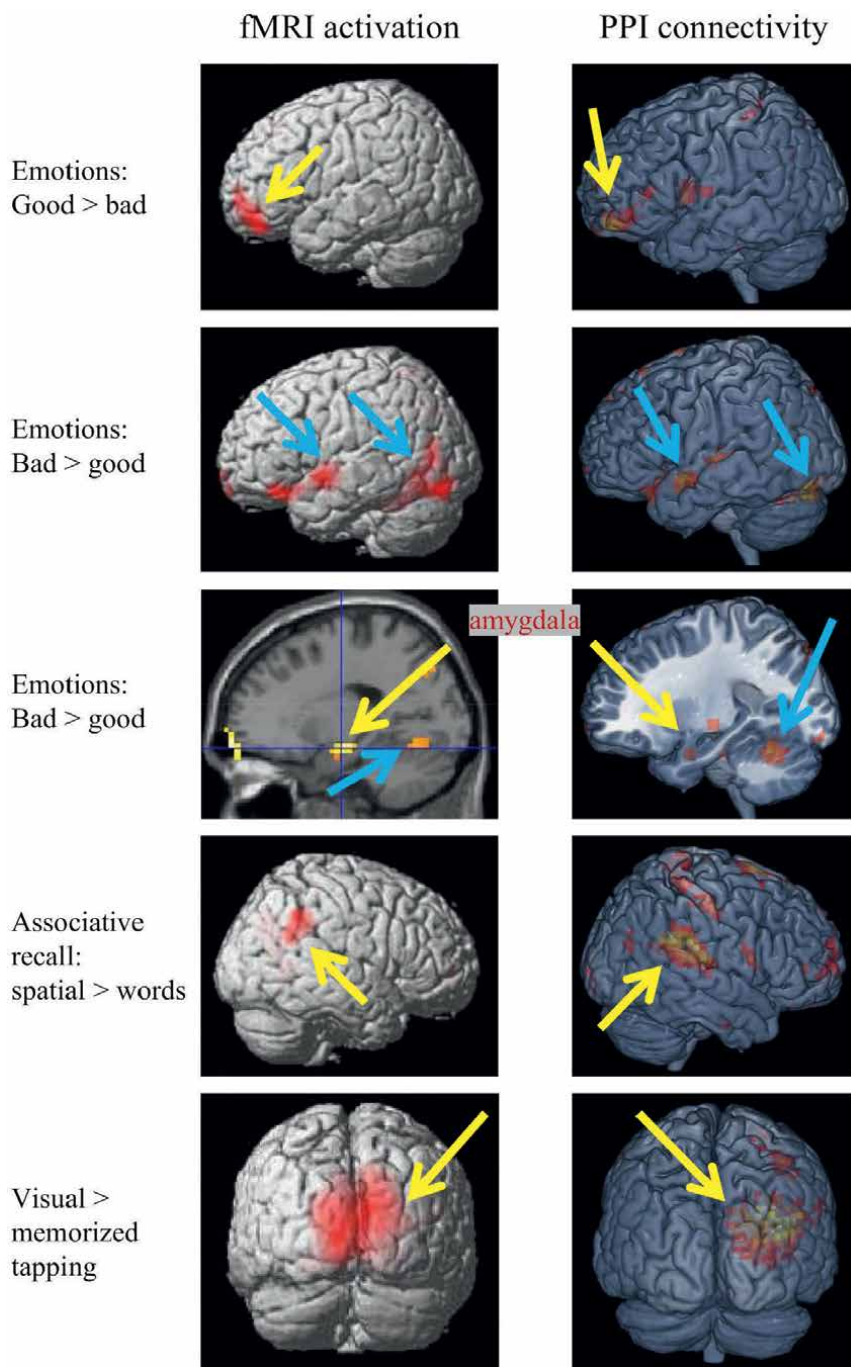 fMRI activation
PPI connectivity
Emotions:
Good > bad
Emotions:
Bad > good
amygdala
Emotions:
Bad > good
Associative
recall:
spatial > words
Visual >
memorized
tapping